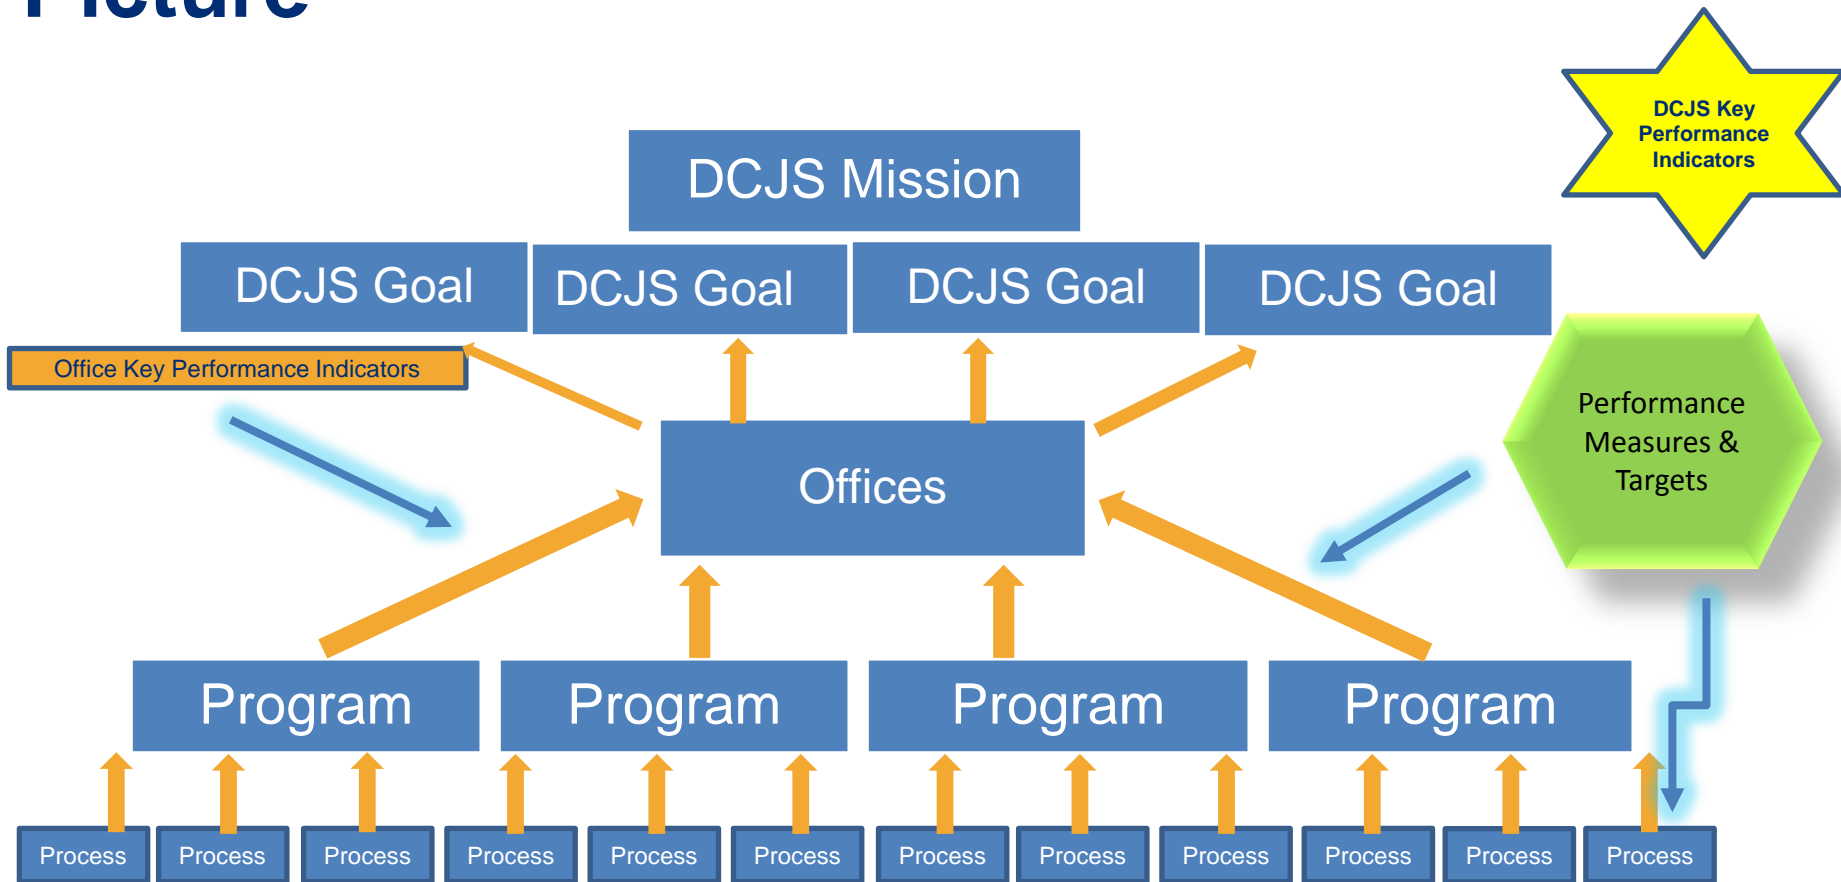 Picture
DCJS Key
Performance
Indicators
DCJS Mission
DCJS Goal
DCJS Goal
DCJS Goal
DCJS Goal
Office Key Performance Indicators
Performance
Measures &
Targets
Offices
Program
Program
Program
Program
Process
Process
Process
Process
Process
Process
Process
Process
Process
Process
Process
Process